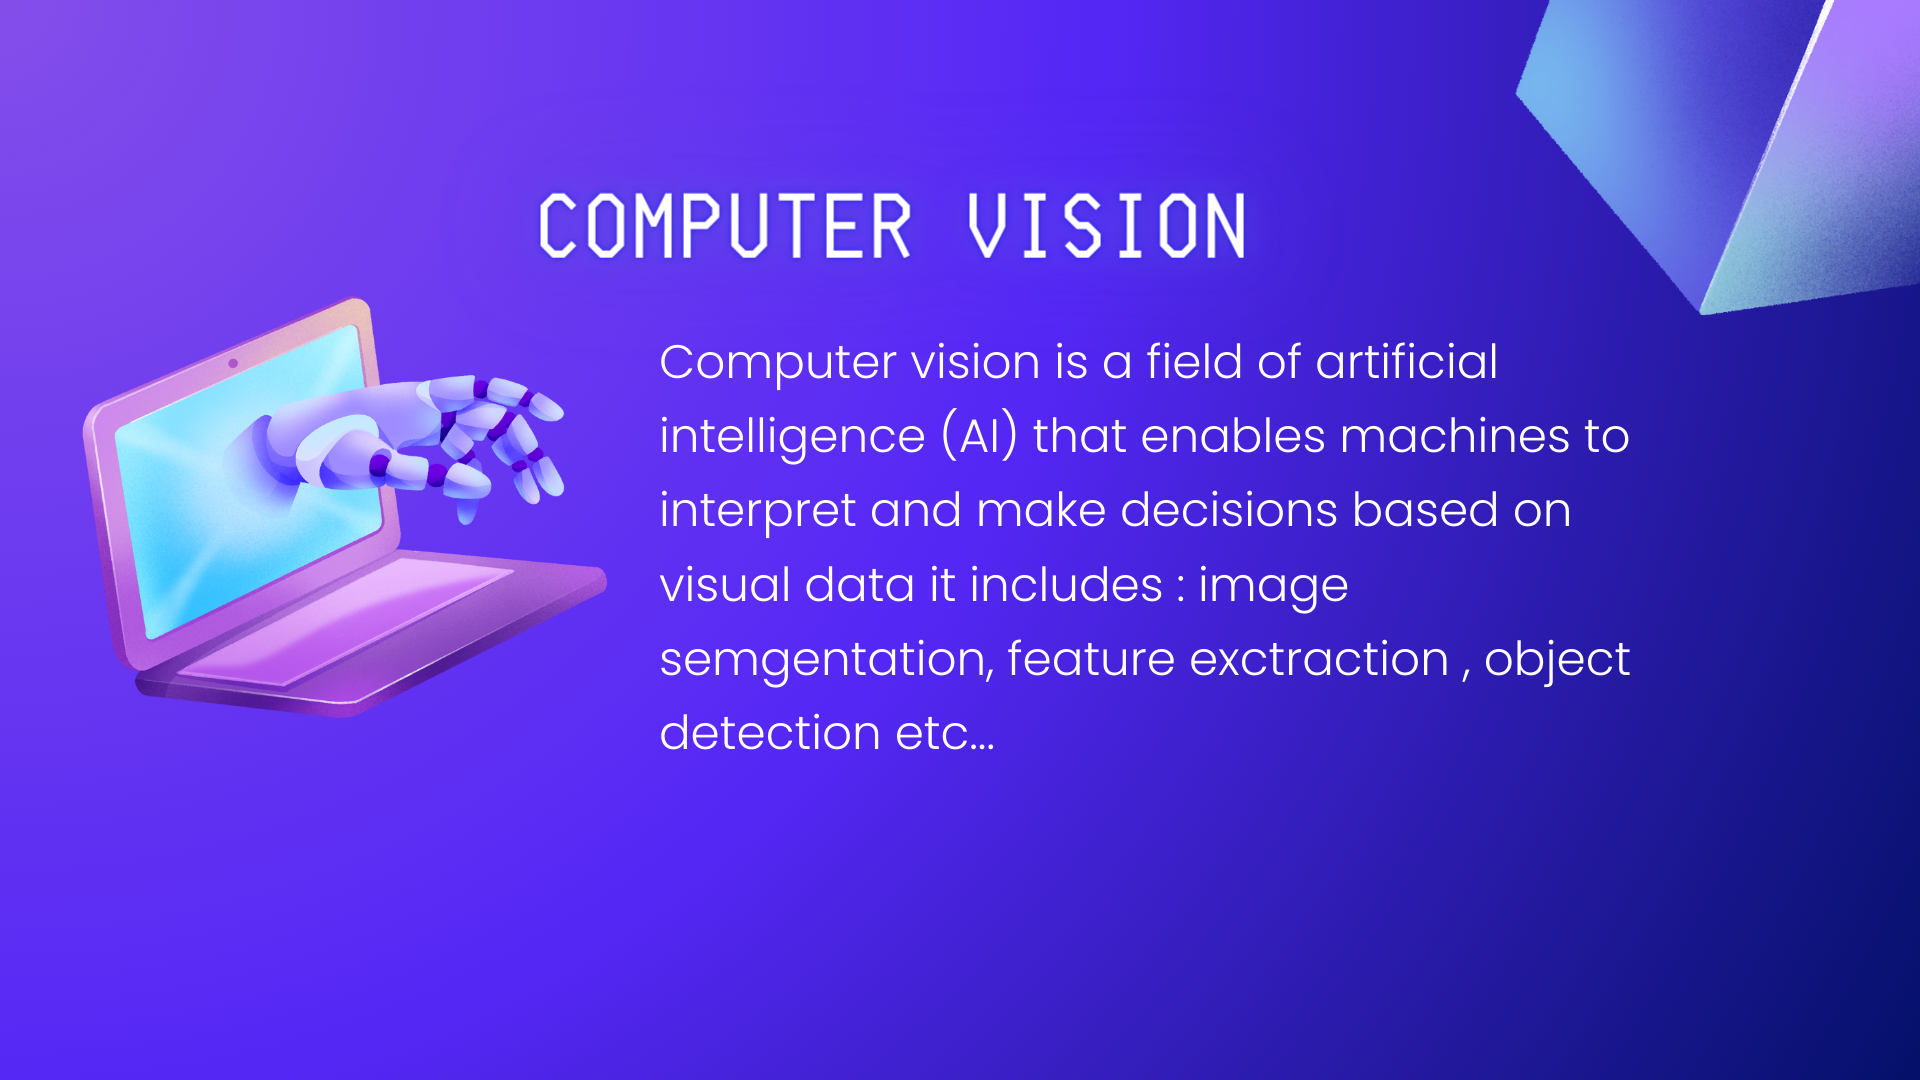 COMPUTER VISION
Computer vision is a field of artificial
intelligence (AI) that enables machines to
interpret and make decisions based on
visual data it includes : image
semgentation, feature exctraction , object
detection etc...